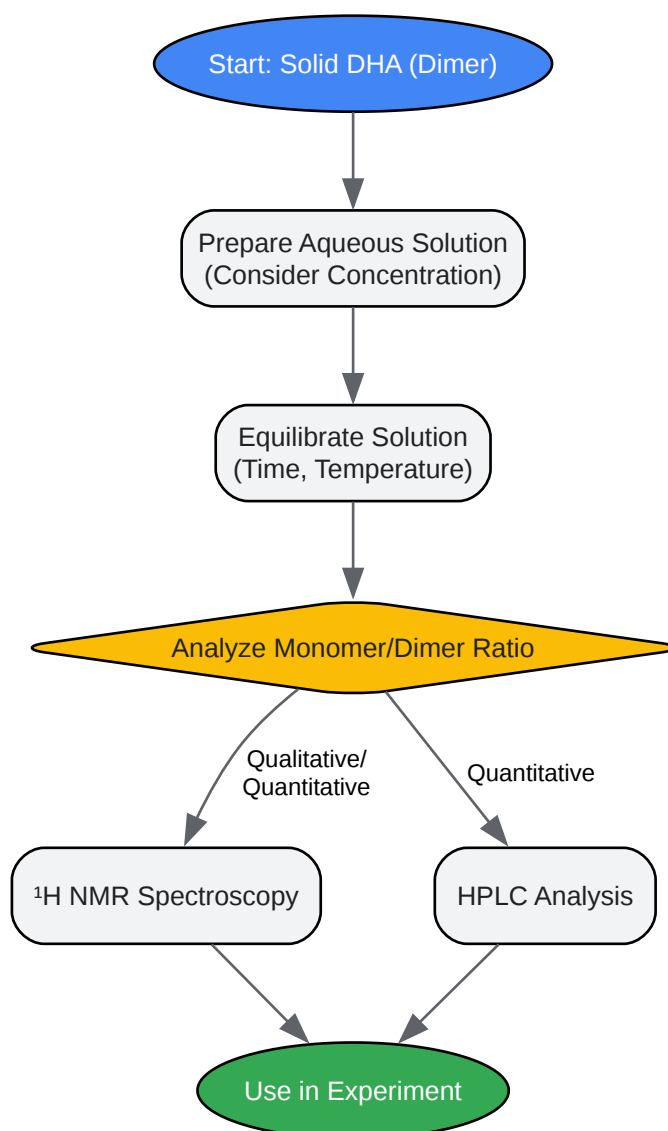 Start: Solid DHA (Dimer)
Prepare Aqueous Solution
(Consider Concentration)
Equilibrate Solution
(Time, Temperature)
Analyze Monomer/Dimer Ratio
Qualitative/
Quantitative
Quantitative
¹H NMR Spectroscopy
HPLC Analysis
Use in Experiment